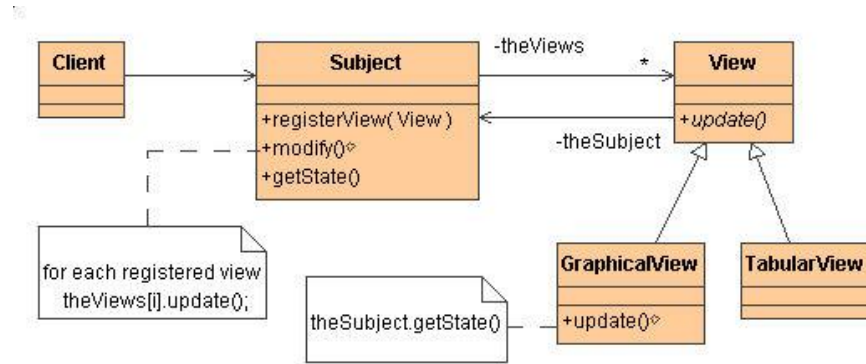 Client
Subject
+registerView( View )
+modify()
+getState()
-theViews
*
-theSubject
View
+update()
for each registered view
theViews[i].update();
theSubject.getState()
GraphicalView
+update()
TabularView